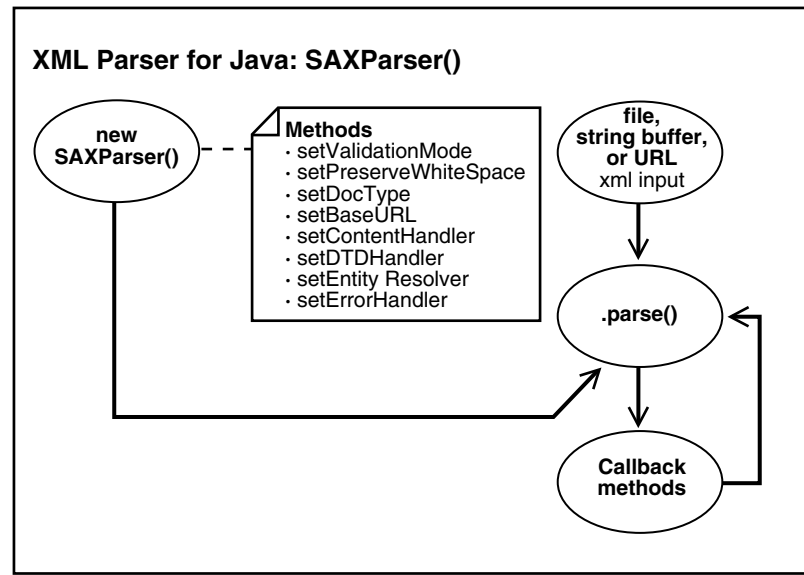 XML Parser for Java: SAXParser()
new
SAXParser()
Methods
· setValidationMode
· setPreserveWhiteSpace
· setDocType
· setBaseURL
· setContentHandler
· setDTDHandler
· setEntity Resolver
· setErrorHandler
file,
string buffer,
or URL
xml input
.parse()
Callback
methods